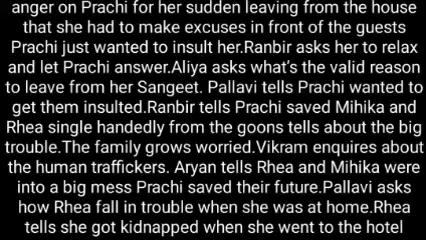 anger on Prachi for her sudden leaving from the house
that she had to make excuses in front of the guests
Prachi just wanted to insult her.Ranbir asks her to relax
and let Prachi answer.Aliya asks what's the valid reason
to leave from her Sangeet. Pallavi tells Prachi wanted to
get them insulted.Ranbir tells Prachi saved Mihika and
Rhea single handedly from the goons tells about the big
trouble.The family grows worried.Vikram enquires about
the human traffickers. Aryan tells Rhea and Mihika were
into a big mess Prachi saved their future.Pallavi asks
how Rhea fall in trouble when she was at home.Rhea
tells she got kidnapped when she went to the hotel